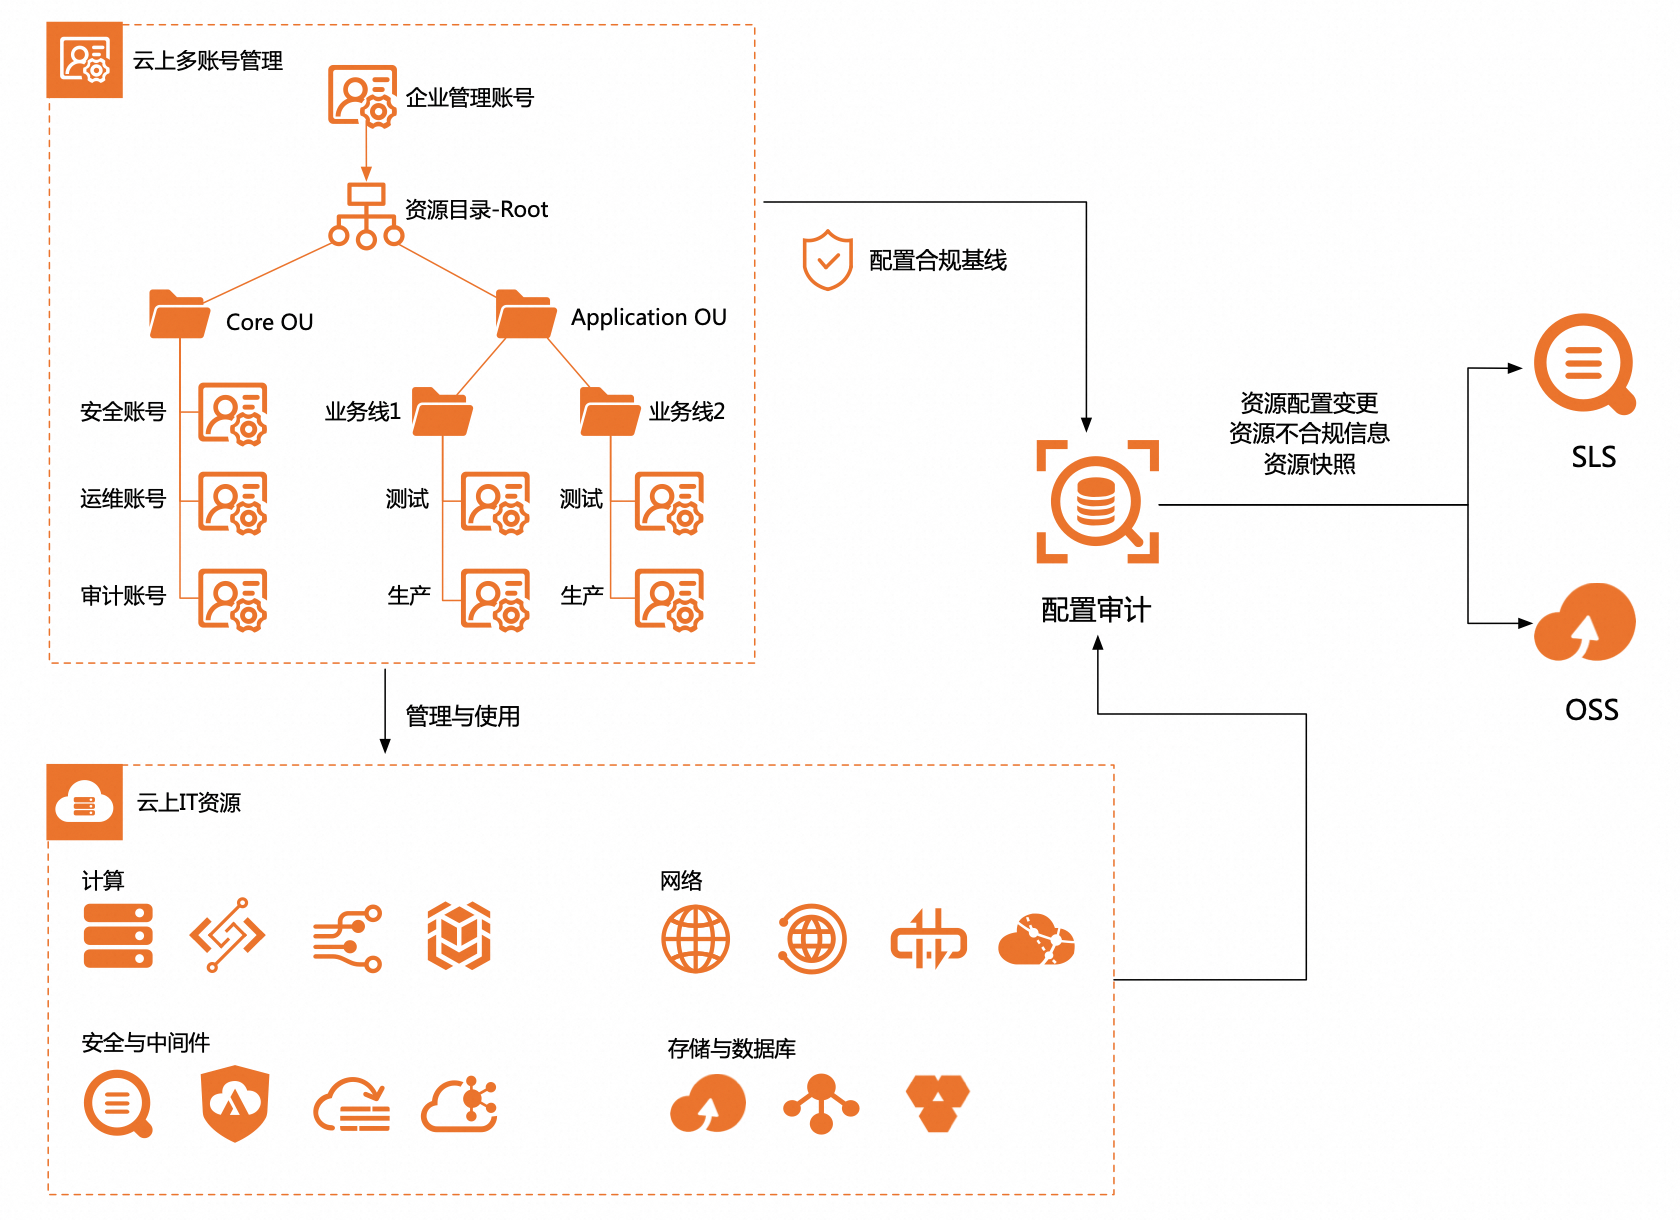 云上多账号管理
企业管理账号
资源目录-Root
Core OU
Application OU
安全账号
运维账号
审计账号
业务线1
业务线2
测试
测试
生产
生产
配置合规基线
配置审计
资源配置变更
资源不合规信息
资源快照
SLS
OSS
管理与使用
云上IT资源
计算
网络
安全与中间件
存储与数据库